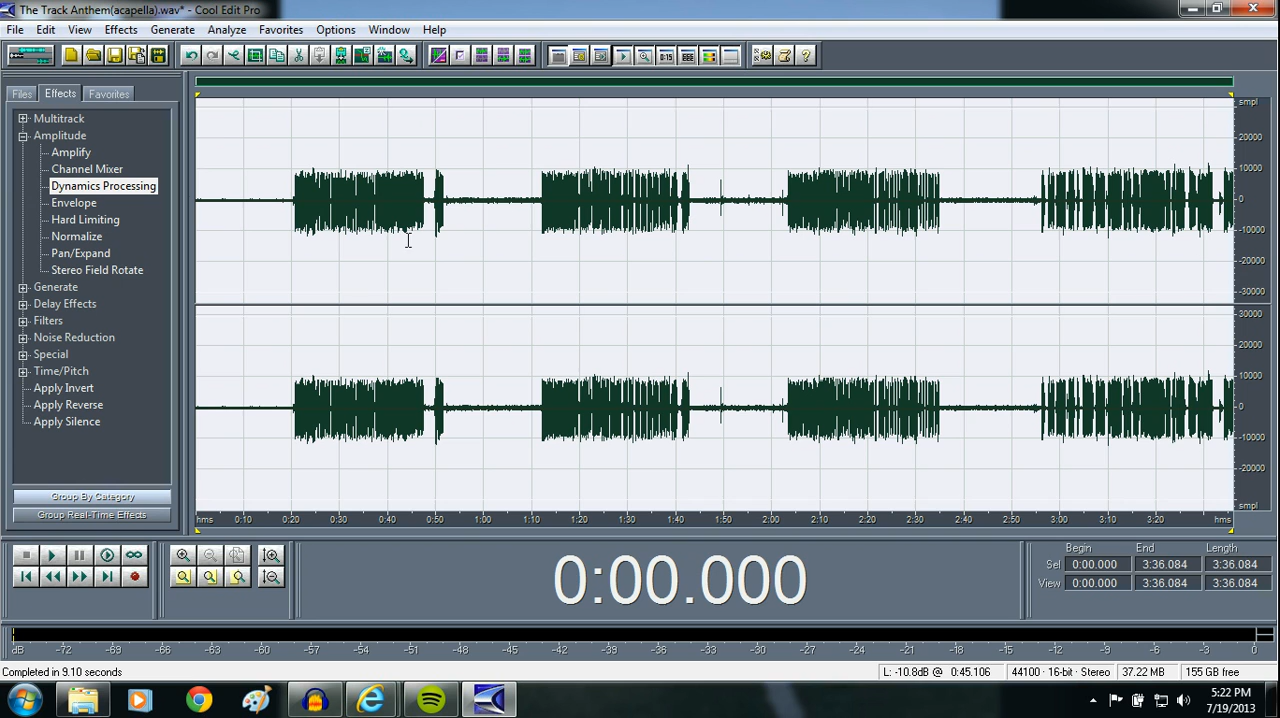 The Track Anthem(acapella).wav* - Cool Edit Pro
File Edit View Effects Generate Analyze Favorites Options Window Help
Files Effects Favorites
Multitrack
Amplitude
Amplify
Channel Mixer
Dynamics Processing
Envelope
Hard Limiting
Normalize
Pan/Expand
Stereo Field Rotate
Generate
Delay Effects
Filters
Noise Reduction
Special
Time/Pitch
Apply Invert
Apply Reverse
Apply Silence
Group By Category
Group Real-Time Effects
smpl
20000
10000
0
-10000
-20000
-30000
30000
20000
10000
0
-10000
-20000
smpl
hms 0:10 0:20 0:30 0:40 0:50 1:00 1:10 1:20 1:30 1:40 1:50 2:00 2:10 2:20 2:30 2:40 2:50 3:00 3:10 3:20 hms
0:00.000
Begin End Length
Sel 0:00.000 3:36.084 3:36.084
View 0:00.000 3:36.084 3:36.084
dB -72 -69 -66 -63 -60 -57 -54 -51 -48 -45 -42 -39 -36 -33 -30 -27 -24 -21 -18 -15 -12 -9 -6 -3 0
Completed in 9.10 seconds
L: -10.8dB @ 0:45.106 44100 · 16-bit · Stereo 37.22 MB 155 GB free
5:22 PM
7/19/2013